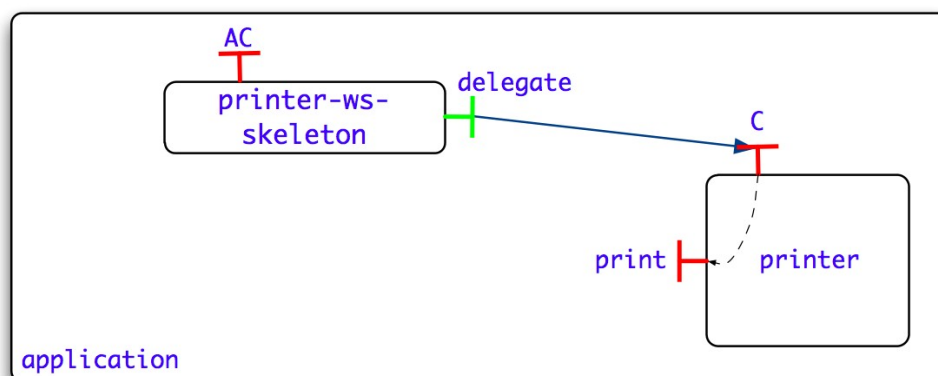 AC
delegate
printer-ws-
skeleton
C
print
printer
application